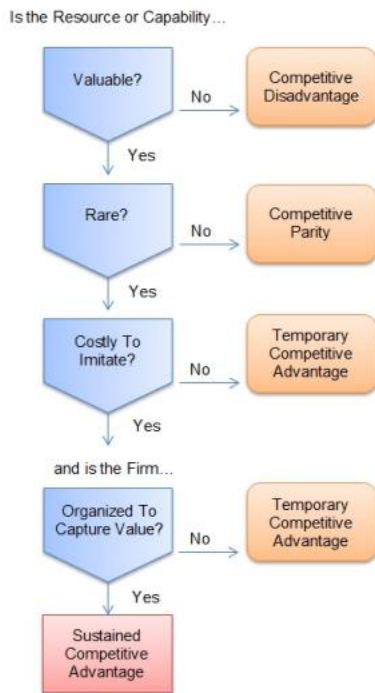 Is the Resource or Capability...
Valuable?
No
Competitive
Disadvantage
Yes
Rare?
No
Competitive
Parity
Yes
Costly To
Imitate?
No
Temporary
Competitive
Advantage
Yes
and is the Firm...
Organized To
Capture Value?
No
Temporary
Competitive
Advantage
Yes
Sustained
Competitive
Advantage